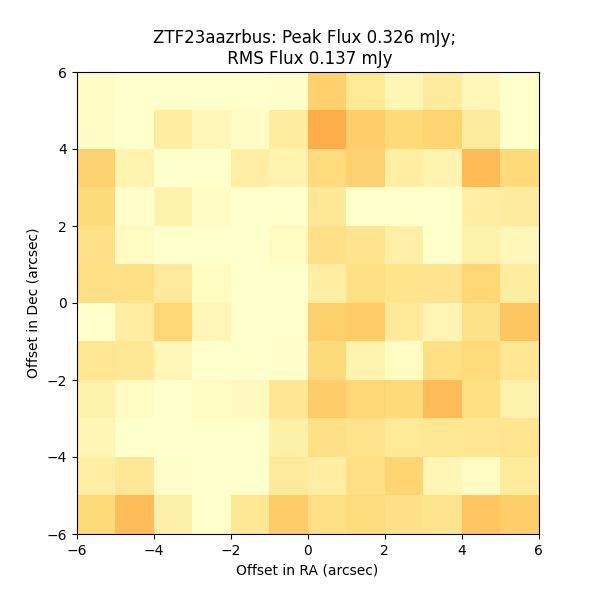 ZTF23aazrbus: Peak Flux 0.326 mJy;
RMS Flux 0.137 mJy
6
4
2
0
−2
−4
−6
Offset in Dec (arcsec)
−6 −4 −2 0 2 4 6
Offset in RA (arcsec)